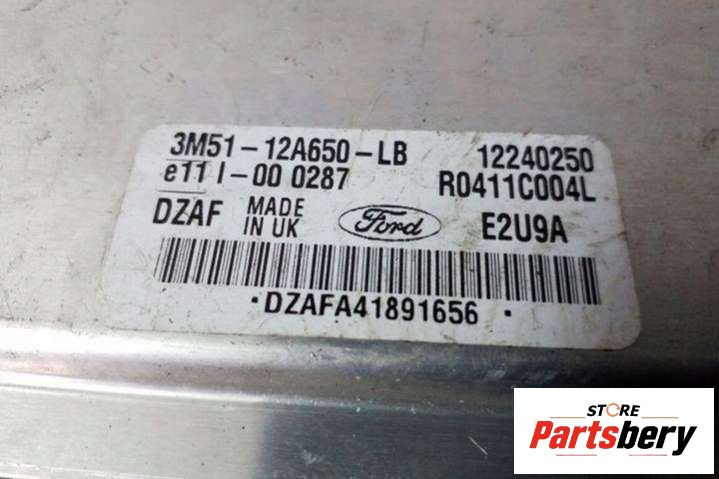 3M51-12A650-LB 12240250
e11 I-00 0287 R0411C004L
DZAF MADE IN UK Ford E2U9A
·DZAFA41891656·
STORE
Partsbery